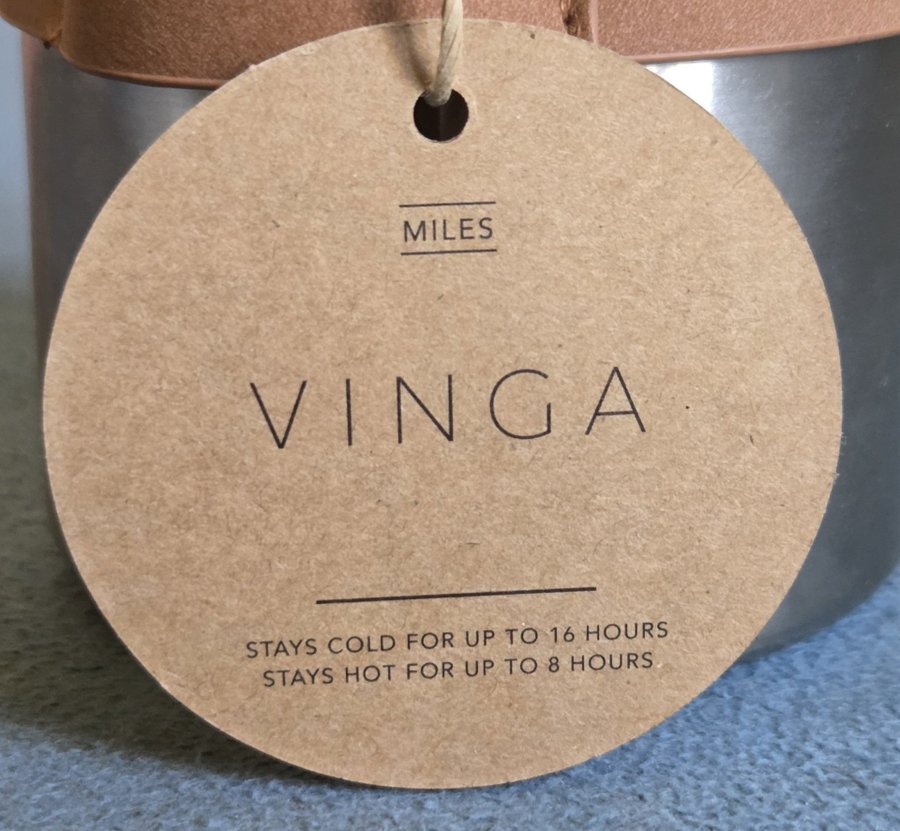 MILES
VINGA
STAYS COLD FOR UP TO 16 HOURS
STAYS HOT FOR UP TO 8 HOURS